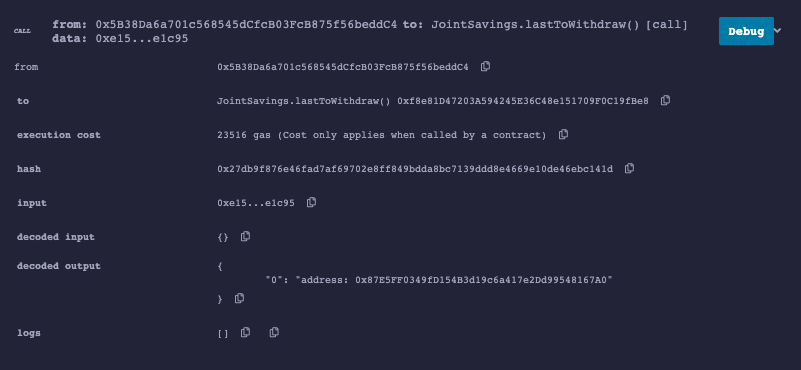 CALL from: 0x5B38Da6a701c568545dCfcB03FcB875f56beddC4 to: JointSavings.lastToWithdraw() [call]
data: 0xe15...e1c95
Debug
from 0x5B38Da6a701c568545dCfcB03FcB875f56beddC4
to JointSavings.lastToWithdraw() 0xf8e81D47203A594245E36C48e151709F0C19fBe8
execution cost 23516 gas (Cost only applies when called by a contract)
hash 0x27db9f876e46fad7af69702e8ff849bdda8bc7139ddd8e4669e10de46ebc141d
input 0xe15...e1c95
decoded input {}
decoded output {
"0": "address: 0x87E5FF0349fD154B3d19c6a417e2Dd99548167A0"
}
logs []